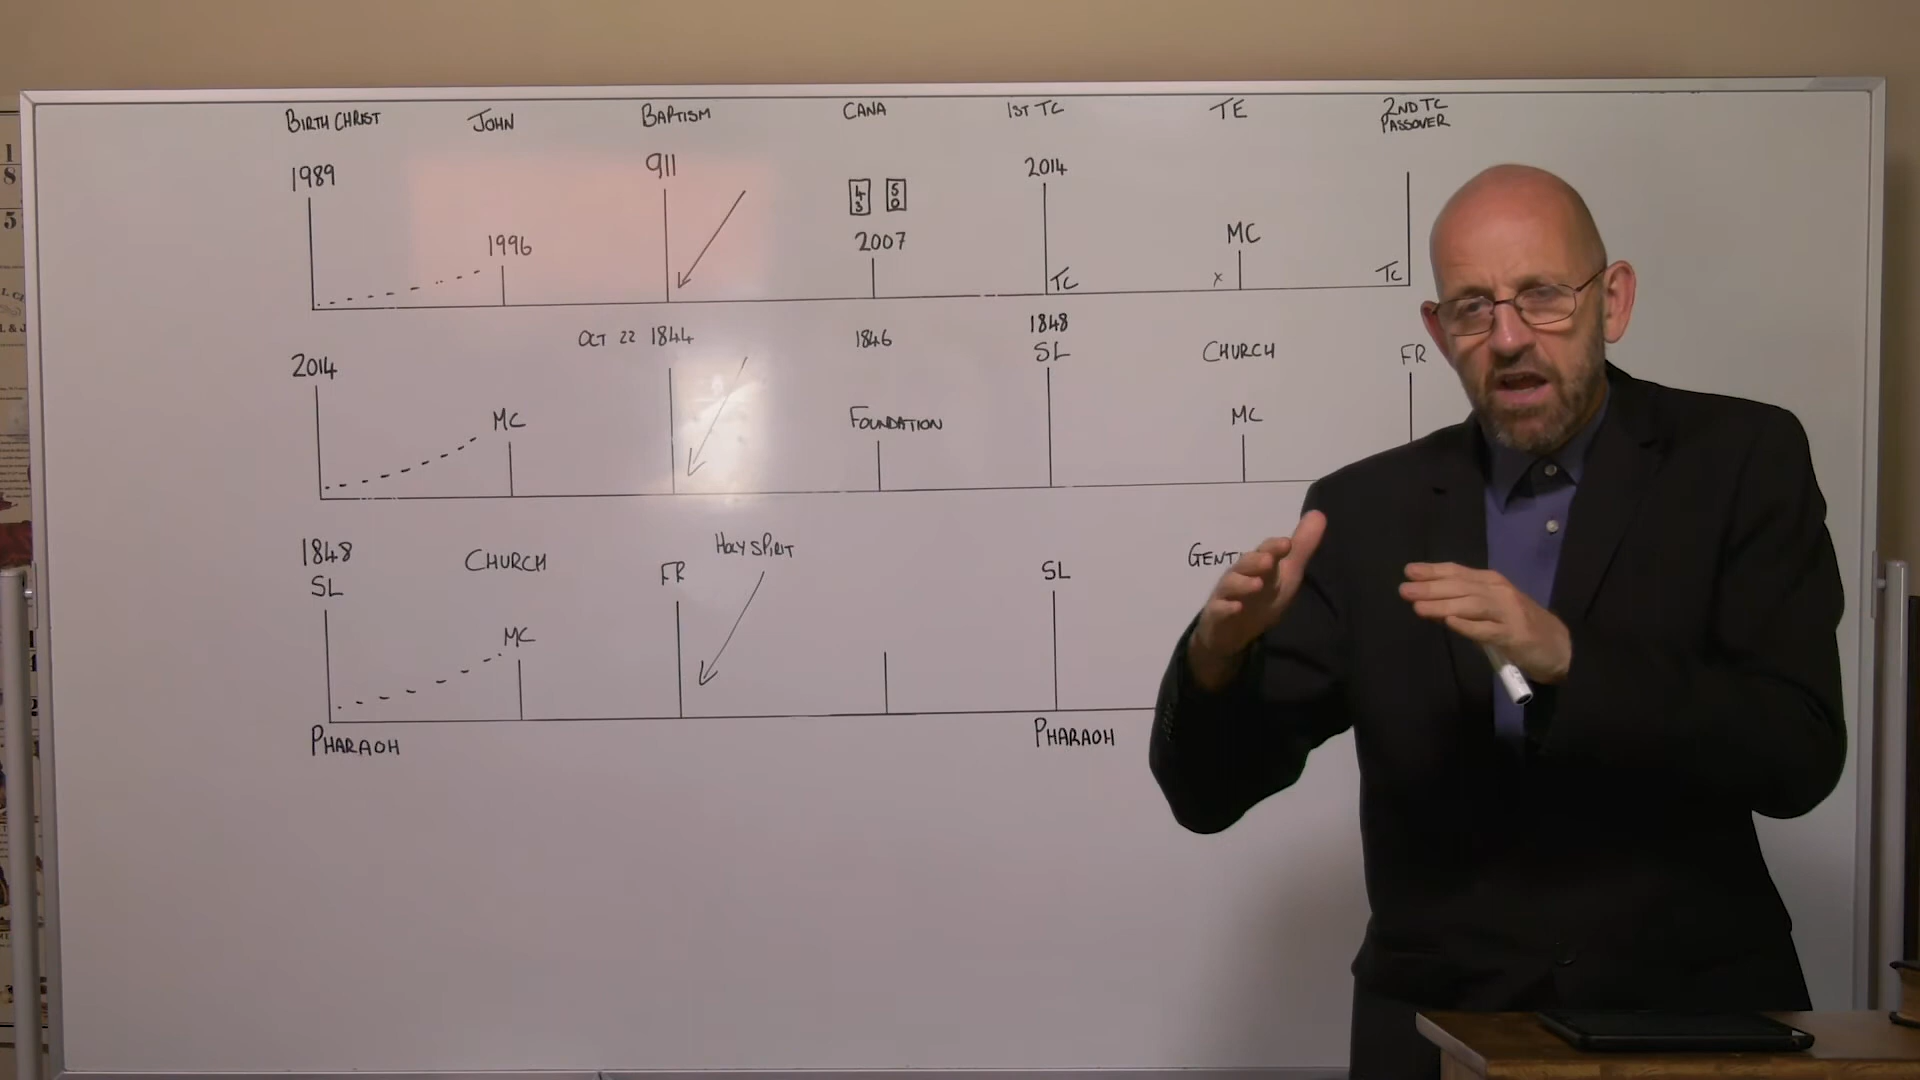 BIRTH CHRIST
JOHN
BAPTISM
CANA
1ST TC
TE
2ND TC
PASSOVER
1989
1996
911
43
50
2007
2014
TC
x
MC
TC
2014
MC
OCT 22 1844
1846
FOUNDATION
1848
SL
CHURCH
MC
FR
1848
SL
CHURCH
MC
FR
HOLY SPIRIT
SL
PHARAOH
PHARAOH